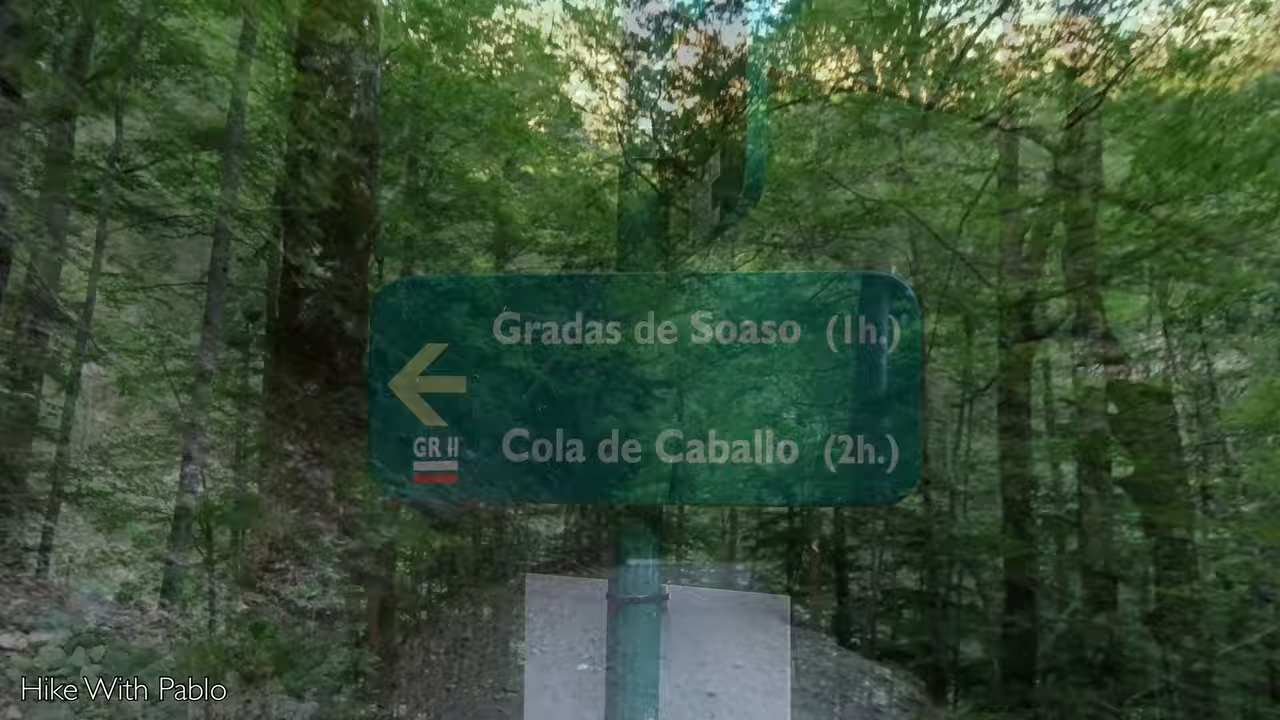 Gradas de Soaso (1h.)
GR 11
Cola de Caballo (2h.)
Hike With Pablo